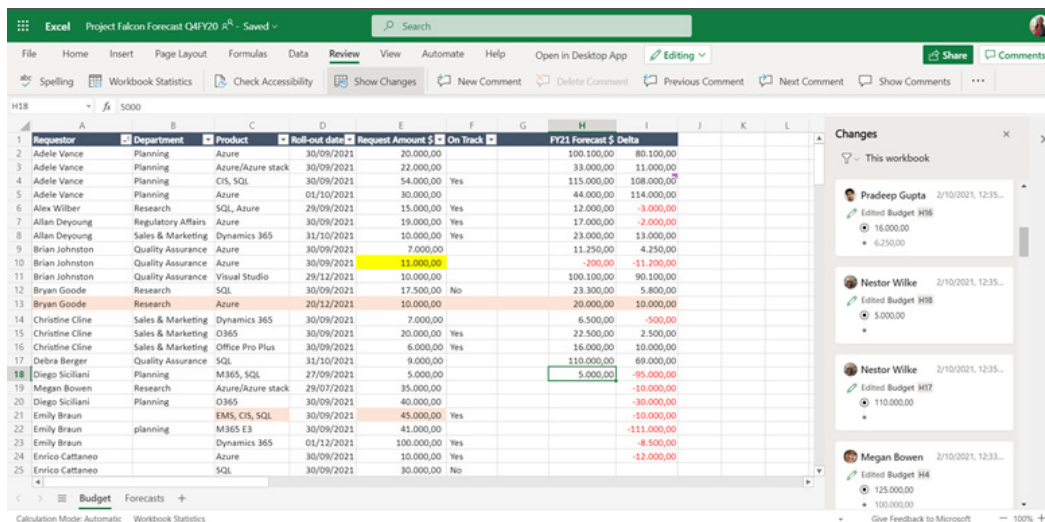 Excel Project Falcon Forecast Q4FY20 - Saved Search
File Home Insert Page Layout Formulas Data Review View Automate Help Open in Desktop App Editing Share Comments
abc Spelling Workbook Statistics Check Accessibility Show Changes New Comment Delete Comment Previous Comment Next Comment Show Comments ...
H18 fx 5000
A B C D E F G H I J K L
1 Requestor Department Product Roll-out date Request Amount $ On Track FY21 Forecast $ Delta
2 Adele Vance Planning Azure 30/09/2021 20.000,00 100.100,00 80.100,00
3 Adele Vance Planning Azure/Azure stack 30/09/2021 22.000,00 33.000,00 11.000,00
4 Adele Vance Planning CIS, SQL 30/09/2021 54.000,00 Yes 115.000,00 108.000,00
5 Adele Vance Planning Azure 01/10/2021 30.000,00 44.000,00 114.000,00
6 Alex Wilber Research SQL, Azure 29/09/2021 15.000,00 Yes 12.000,00 -3.000,00
7 Allan Deyoung Regulatory Affairs Azure 30/09/2021 19.000,00 Yes 17.000,00 -2.000,00
8 Allan Deyoung Sales & Marketing Dynamics 365 31/10/2021 10.000,00 Yes 23.000,00 13.000,00
9 Brian Johnston Quality Assurance Azure 30/09/2021 7.000,00 11.250,00 4.250,00
10 Brian Johnston Quality Assurance Azure 30/09/2021 11.000,00 -200,00 -11.200,00
11 Brian Johnston Quality Assurance Visual Studio 29/12/2021 10.000,00 100.100,00 90.100,00
12 Bryan Goode Research SQL 30/09/2021 17.500,00 No 23.300,00 5.800,00
13 Bryan Goode Research Azure 20/12/2021 10.000,00 20.000,00 10.000,00
14 Christine Cline Sales & Marketing Dynamics 365 30/09/2021 7.000,00 6.500,00 -500,00
15 Christine Cline Sales & Marketing O365 30/09/2021 20.000,00 Yes 22.500,00 2.500,00
16 Christine Cline Sales & Marketing Office Pro Plus 30/09/2021 6.000,00 Yes 16.000,00 10.000,00
17 Debra Berger Quality Assurance SQL 31/10/2021 9.000,00 110.000,00 69.000,00
18 Diego Siciliani Planning M365, SQL 27/09/2021 5.000,00 5.000,00 -95.000,00
19 Megan Bowen Research Azure/Azure stack 29/07/2021 35.000,00 -10.000,00
20 Diego Siciliani Planning O365 30/09/2021 40.000,00 -30.000,00
21 Emily Braun EMS, CIS, SQL 30/09/2021 45.000,00 Yes -10.000,00
22 Emily Braun planning M365 E3 30/09/2021 41.000,00 -111.000,00
23 Emily Braun Dynamics 365 01/12/2021 100.000,00 Yes -8.500,00
24 Enrico Cattaneo Azure 30/09/2021 10.000,00 Yes -12.000,00
25 Enrico Cattaneo SQL 30/09/2021 30.000,00 No
Budget Forecasts +
Calculation Mode: Automatic Workbook Statistics
Changes
This workbook
Pradeep Gupta 2/10/2021, 12:35...
Edited Budget H16
16.000,00
6.250,00
Nestor Wilke 2/10/2021, 12:35...
Edited Budget H18
5.000,00
Nestor Wilke 2/10/2021, 12:35...
Edited Budget H17
110.000,00
Megan Bowen 2/10/2021, 12:33...
Edited Budget H4
125.000,00
100.000,00
Give Feedback to Microsoft — 100% +